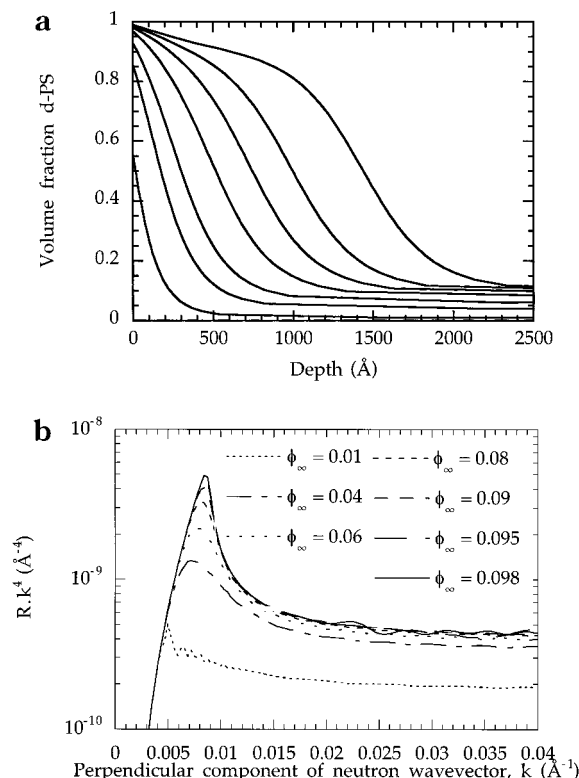 a
1
0.8
0.6
0.4
0.2
0
Volume fraction d-PS
0 500 1000 1500 2000 2500
Depth (Å)
b
10⁻⁸
10⁻⁹
10⁻¹⁰
R.k⁴ (Å⁻⁴)
ϕ∞ = 0.01
ϕ∞ = 0.04
ϕ∞ = 0.06
ϕ∞ = 0.08
ϕ∞ = 0.09
ϕ∞ = 0.095
ϕ∞ = 0.098
0 0.005 0.01 0.015 0.02 0.025 0.03 0.035 0.04
Perpendicular component of neutron wavevector, k (Å⁻¹)